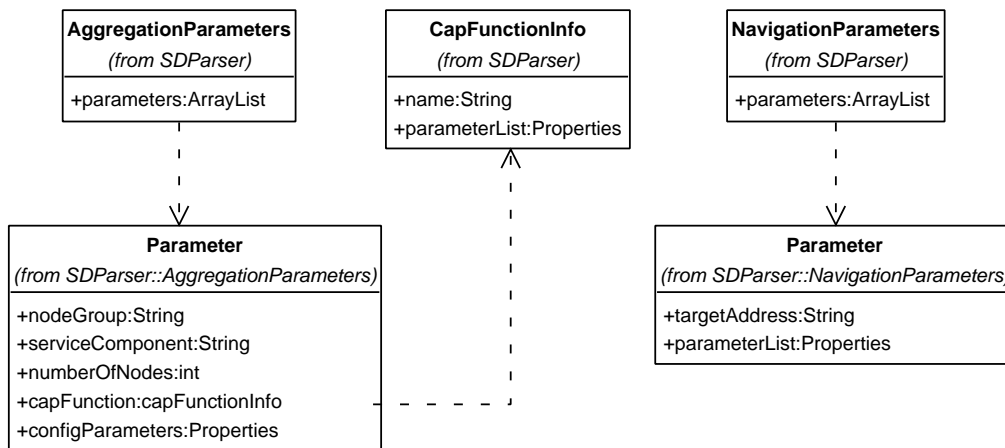 AggregationParameters
(from SDParser)
+parameters:ArrayList
CapFunctionInfo
(from SDParser)
+name:String
+parameterList:Properties
NavigationParameters
(from SDParser)
+parameters:ArrayList
Parameter
(from SDParser::AggregationParameters)
+nodeGroup:String
+serviceComponent:String
+numberOfNodes:int
+capFunction:capFunctionInfo
+configParameters:Properties
Parameter
(from SDParser::NavigationParameters)
+targetAddress:String
+parameterList:Properties